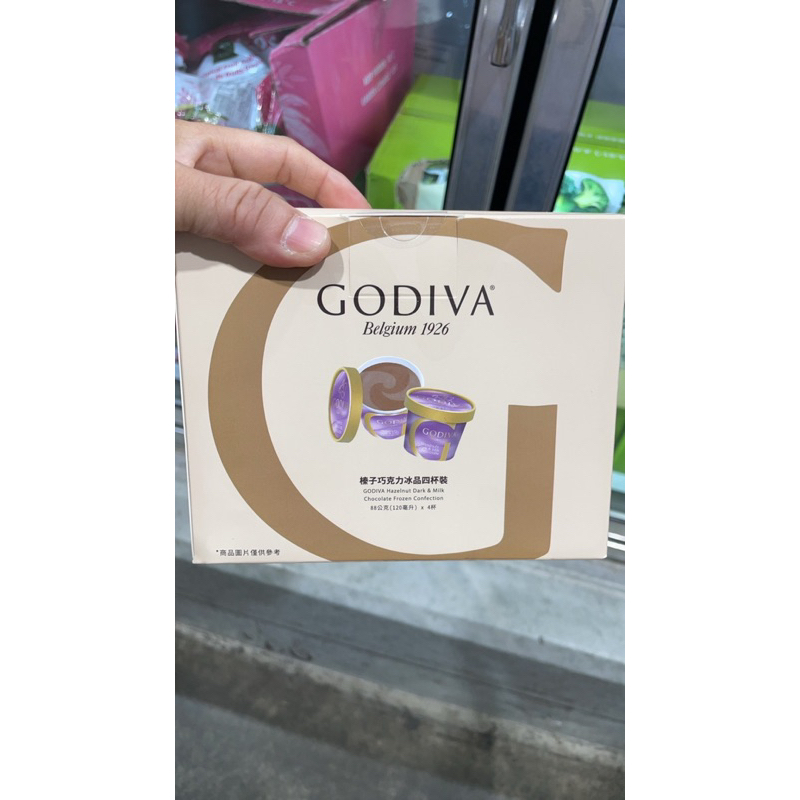 GODIVA®
Belgium 1926
GODIVA
榛子巧克力冰品四杯裝
GODIVA Hazelnut Dark & Milk
Chocolate Frozen Confection
88公克(120毫升) x 4杯
*商品圖片僅供參考